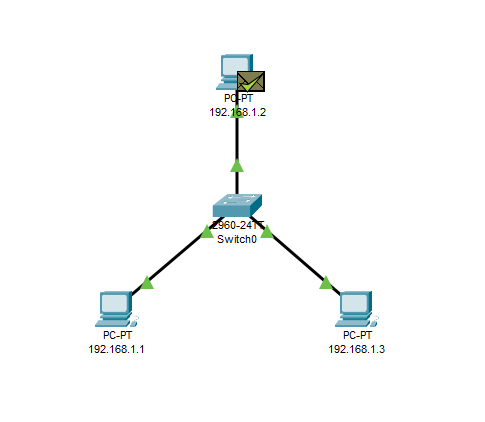 PC-PT
192.168.1.2
2960-24TT
Switch0
PC-PT
192.168.1.1
PC-PT
192.168.1.3